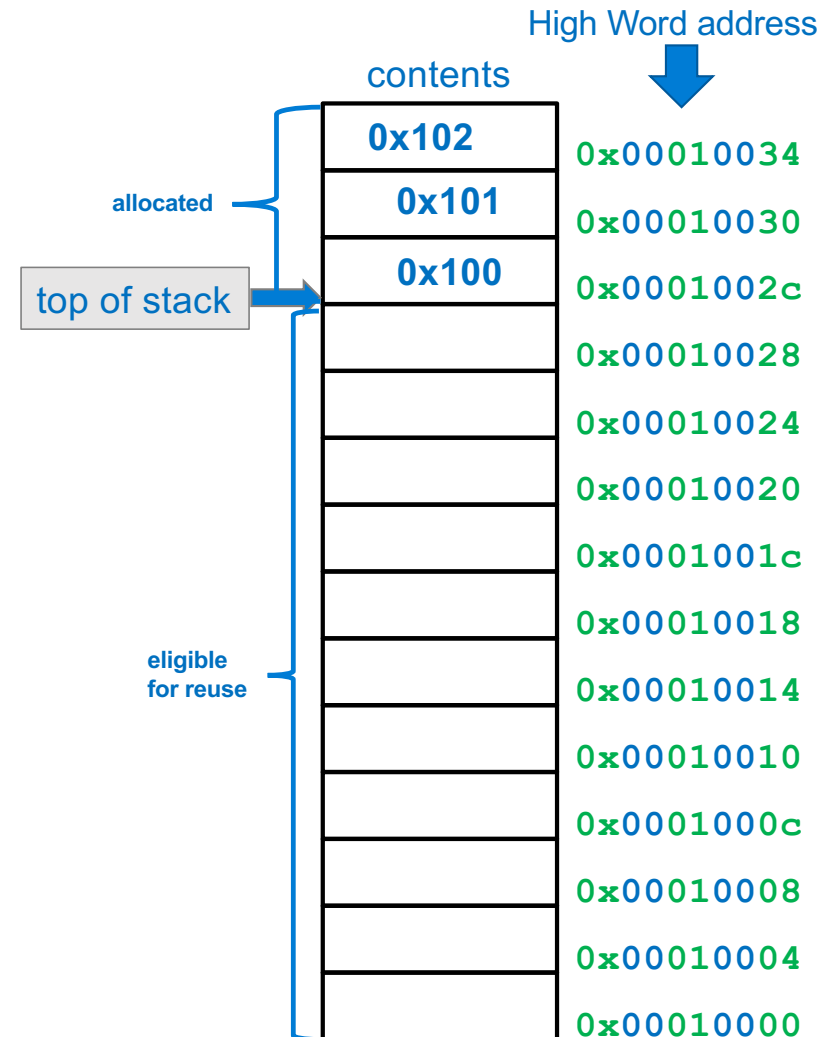 High Word address
contents
0x102
0x00010034
allocated
0x101
0x00010030
0x100
0x0001002c
top of stack
0x00010028
0x00010024
0x00010020
0x0001001c
0x00010018
eligible
for reuse
0x00010014
0x00010010
0x0001000c
0x00010008
0x00010004
0x00010000